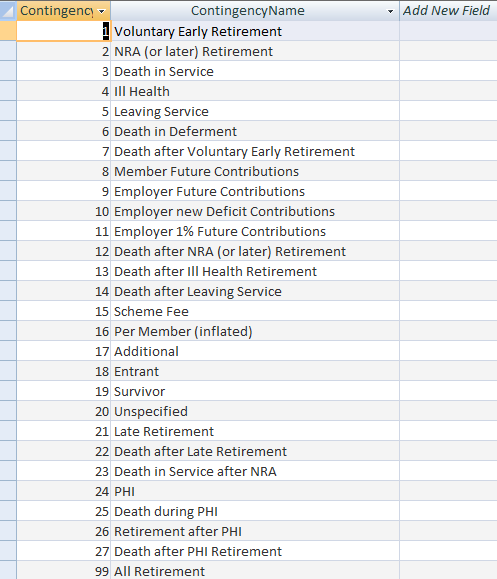 Contingency ContingencyName Add New Field
1 Voluntary Early Retirement
2 NRA (or later) Retirement
3 Death in Service
4 Ill Health
5 Leaving Service
6 Death in Deferment
7 Death after Voluntary Early Retirement
8 Member Future Contributions
9 Employer Future Contributions
10 Employer new Deficit Contributions
11 Employer 1% Future Contributions
12 Death after NRA (or later) Retirement
13 Death after Ill Health Retirement
14 Death after Leaving Service
15 Scheme Fee
16 Per Member (inflated)
17 Additional
18 Entrant
19 Survivor
20 Unspecified
21 Late Retirement
22 Death after Late Retirement
23 Death in Service after NRA
24 PHI
25 Death during PHI
26 Retirement after PHI
27 Death after PHI Retirement
99 All Retirement